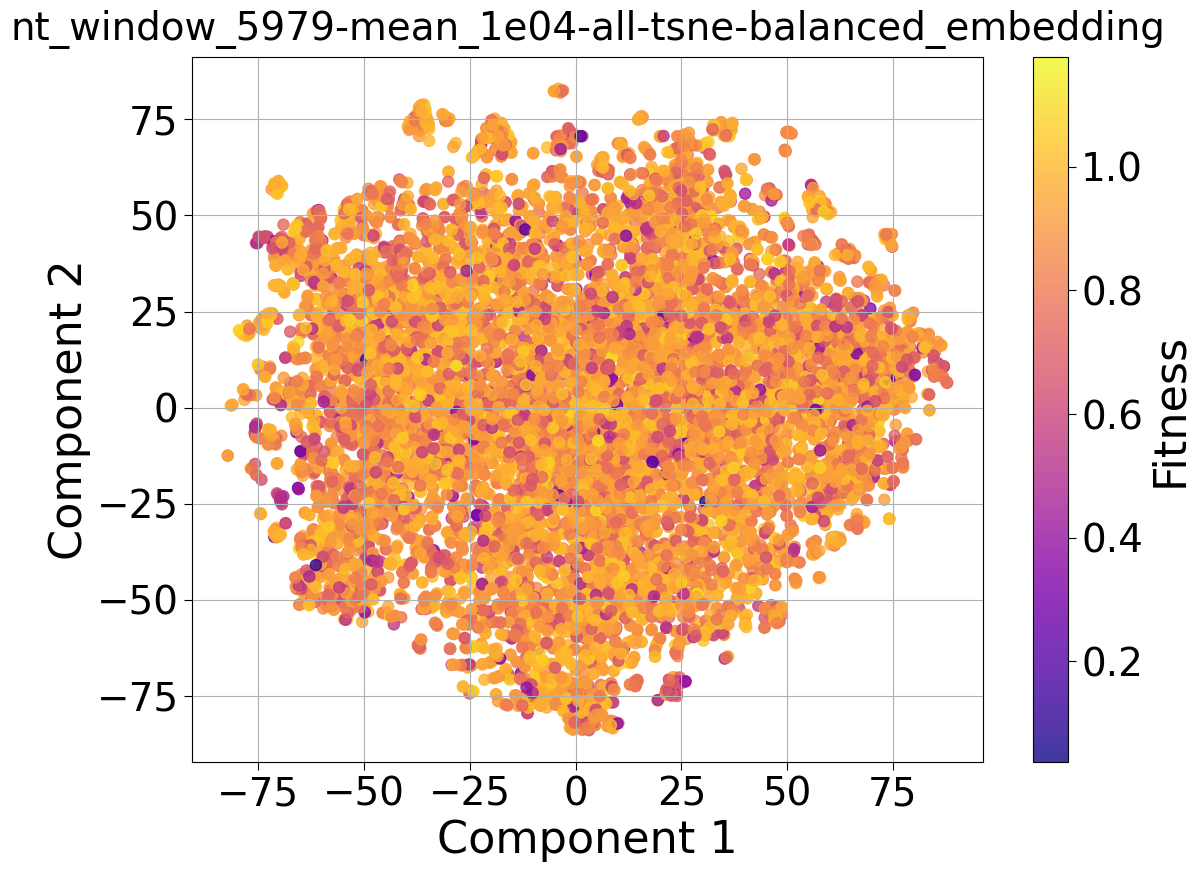 nt_window_5979-mean_1e04-all-tsne-balanced_embedding
Component 2
75
50
25
0
−25
−50
−75
−75 −50 −25 0 25 50 75
Component 1
1.0
0.8
0.6
0.4
0.2
Fitness